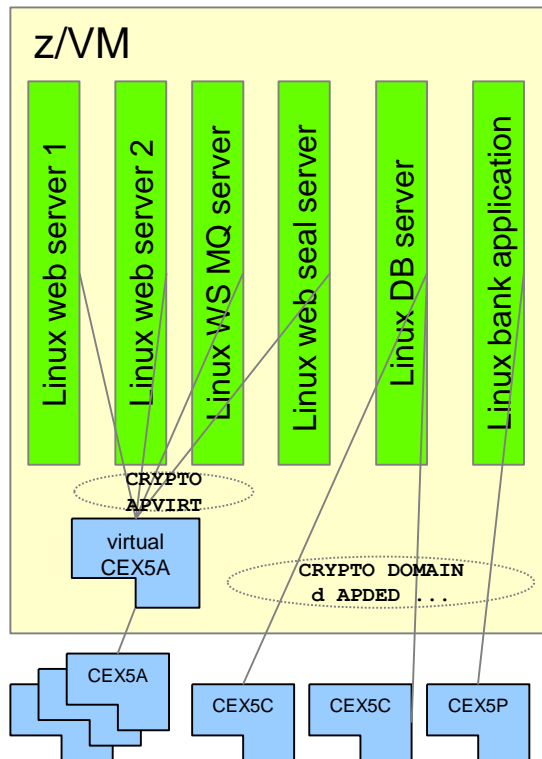 z/VM
Linux web server 1
Linux web server 2
Linux WS MQ server
Linux web seal server
Linux DB server
Linux bank application
CRYPTO
APVIRT
virtual
CEX5A
CRYPTO DOMAIN
d APDED ...
CEX5A
CEX5C
CEX5C
CEX5P